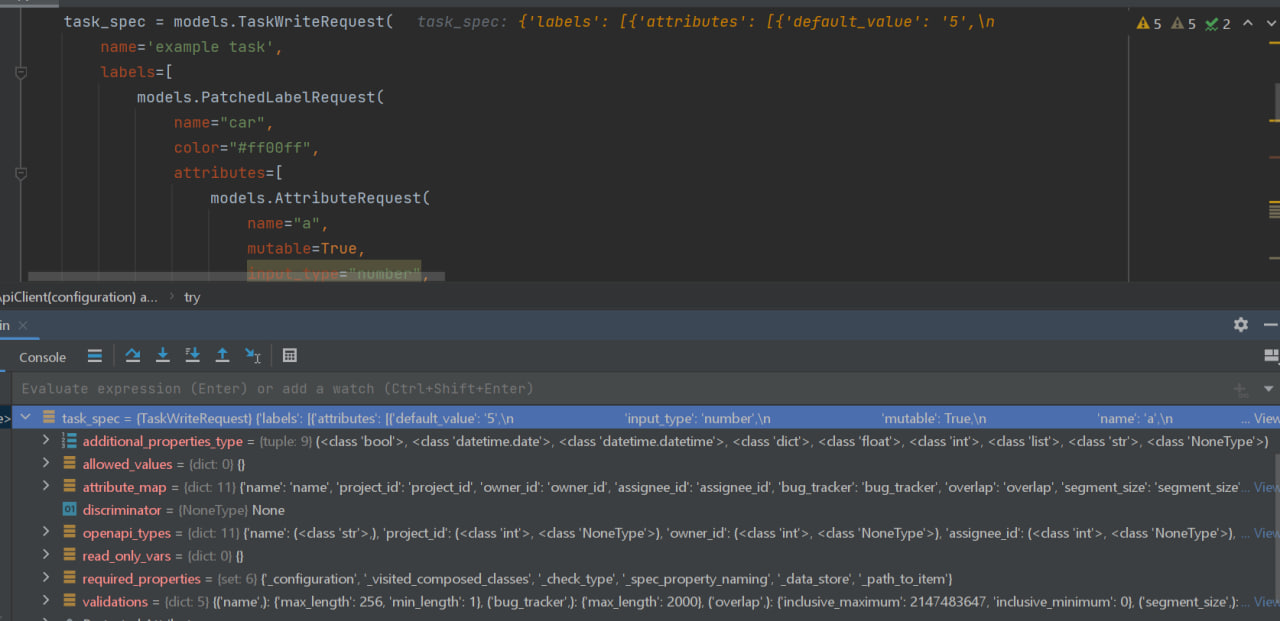 task_spec = models.TaskWriteRequest( task_spec: {'labels': [{'attributes': [{'default_value': '5',\n
5 5 2
name='example task',
labels=[
models.PatchedLabelRequest(
name="car",
color="#ff00ff",
attributes=[
models.AttributeRequest(
name="a",
mutable=True,
input_type="number",
piClient(configuration) a... › try
in
Console
Evaluate expression (Enter) or add a watch (Ctrl+Shift+Enter)
e> task_spec = {TaskWriteRequest} {'labels': [{'attributes': [{'default_value': '5',\n 'input_type': 'number',\n 'mutable': True,\n 'name': 'a',\n ... View
additional_properties_type = {tuple: 9} (<class 'bool'>, <class 'datetime.date'>, <class 'datetime.datetime'>, <class 'dict'>, <class 'float'>, <class 'int'>, <class 'list'>, <class 'str'>, <class 'NoneType'>)
allowed_values = {dict: 0} {}
attribute_map = {dict: 11} {'name': 'name', 'project_id': 'project_id', 'owner_id': 'owner_id', 'assignee_id': 'assignee_id', 'bug_tracker': 'bug_tracker', 'overlap': 'overlap', 'segment_size': 'segment_size'... View
01 discriminator = {NoneType} None
openapi_types = {dict: 11} {'name': (<class 'str'>,), 'project_id': (<class 'int'>, <class 'NoneType'>), 'owner_id': (<class 'int'>, <class 'NoneType'>), 'assignee_id': (<class 'int'>, <class 'NoneType'>), ... View
read_only_vars = {dict: 0} {}
required_properties = {set: 6} {'_configuration', '_visited_composed_classes', '_check_type', '_spec_property_naming', '_data_store', '_path_to_item'}
validations = {dict: 5} {('name',): {'max_length': 256, 'min_length': 1}, ('bug_tracker',): {'max_length': 2000}, ('overlap',): {'inclusive_maximum': 2147483647, 'inclusive_minimum': 0}, ('segment_size',):... View